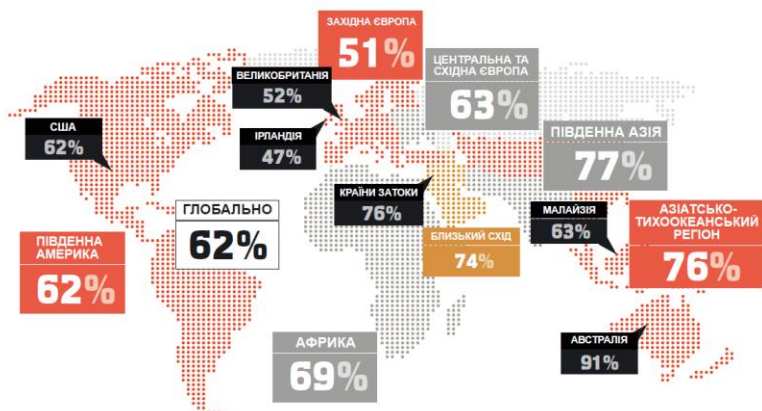 ЗАХІДНА ЄВРОПА
51%
ВЕЛИКОБРИТАНІЯ
52%
ЦЕНТРАЛЬНА ТА
СХІДНА ЄВРОПА
63%
США
62%
ІРЛАНДІЯ
47%
ПІВДЕННА АЗІЯ
77%
КРАЇНИ ЗАТОКИ
76%
ГЛОБАЛЬНО
62%
МАЛАЙЗІЯ
63%
АЗІАТСЬКО-
ТИХООКЕАНСЬКИЙ
РЕГІОН
76%
ПІВДЕННА
АМЕРИКА
62%
БЛИЗЬКИЙ СХІД
74%
АФРИКА
69%
АВСТРАЛІЯ
91%